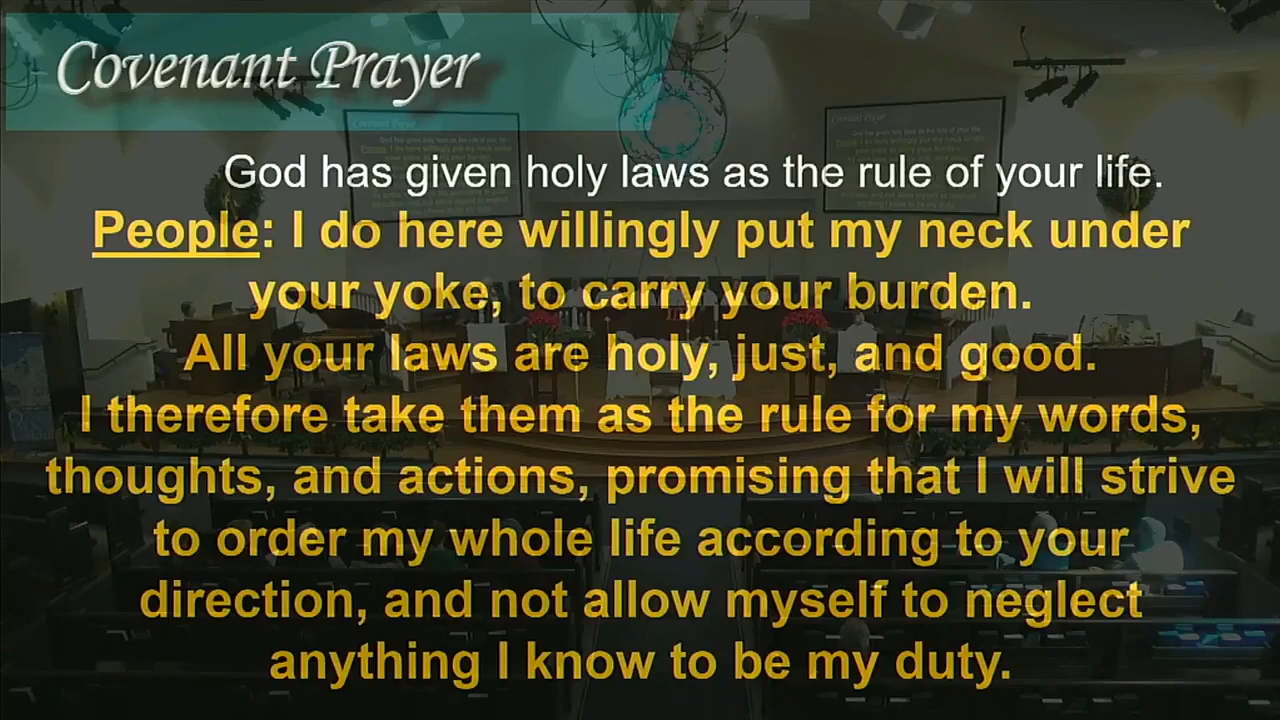 Covenant Prayer
God has given holy laws as the rule of your life.
People: I do here willingly put my neck under
your yoke, to carry your burden.
All your laws are holy, just, and good.
I therefore take them as the rule for my words,
thoughts, and actions, promising that I will strive
to order my whole life according to your
direction, and not allow myself to neglect
anything I know to be my duty.